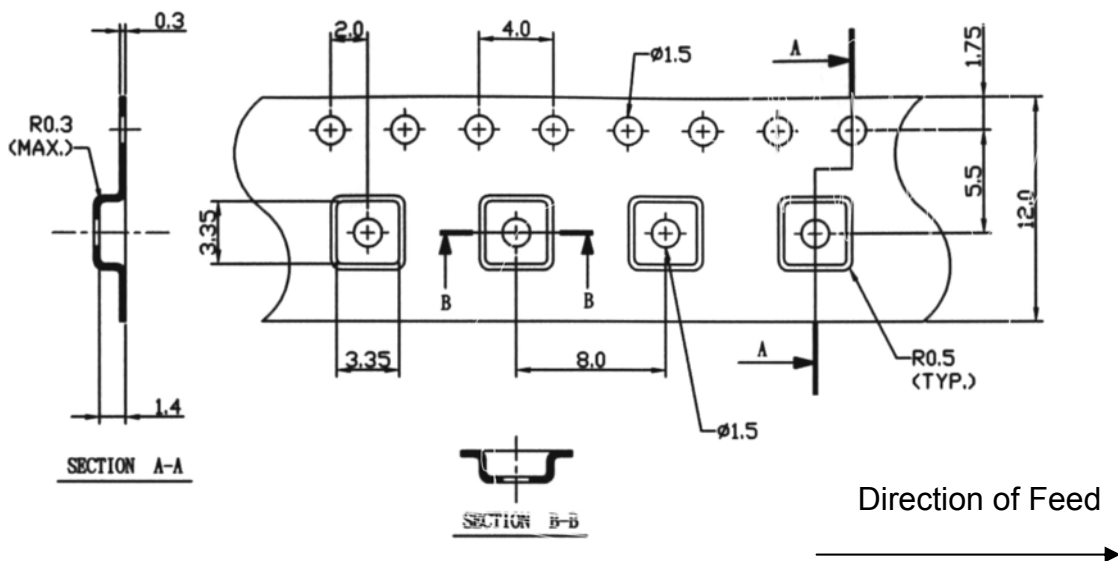 0.3
2.0
4.0
ø1.5
A
1.75
R0.3
(MAX.)
5.5
12.0
3.35
B
B
3.35
8.0
A
R0.5
(TYP.)
1.4
ø1.5
SECTION A-A
SECTION B-B
Direction of Feed